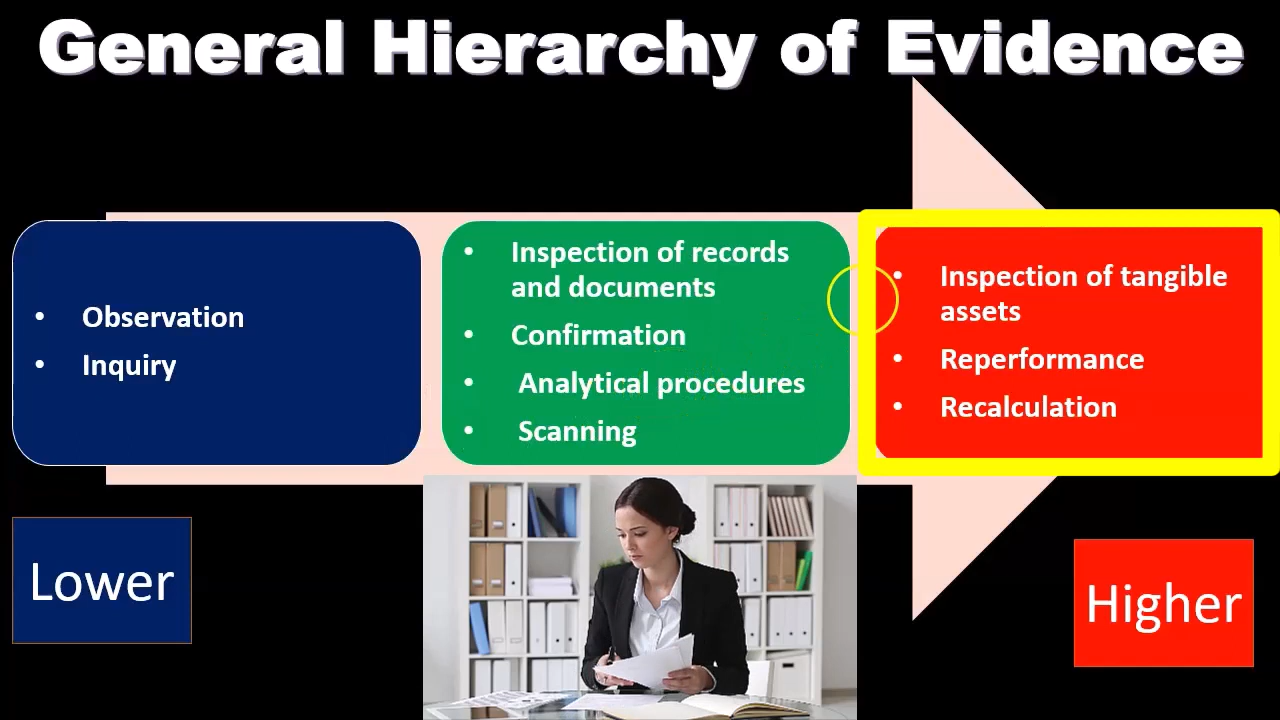 General Hierarchy of Evidence
• Observation
• Inquiry
• Inspection of records
and documents
• Confirmation
• Analytical procedures
• Scanning
• Inspection of tangible
assets
• Reperformance
• Recalculation
Lower
Higher